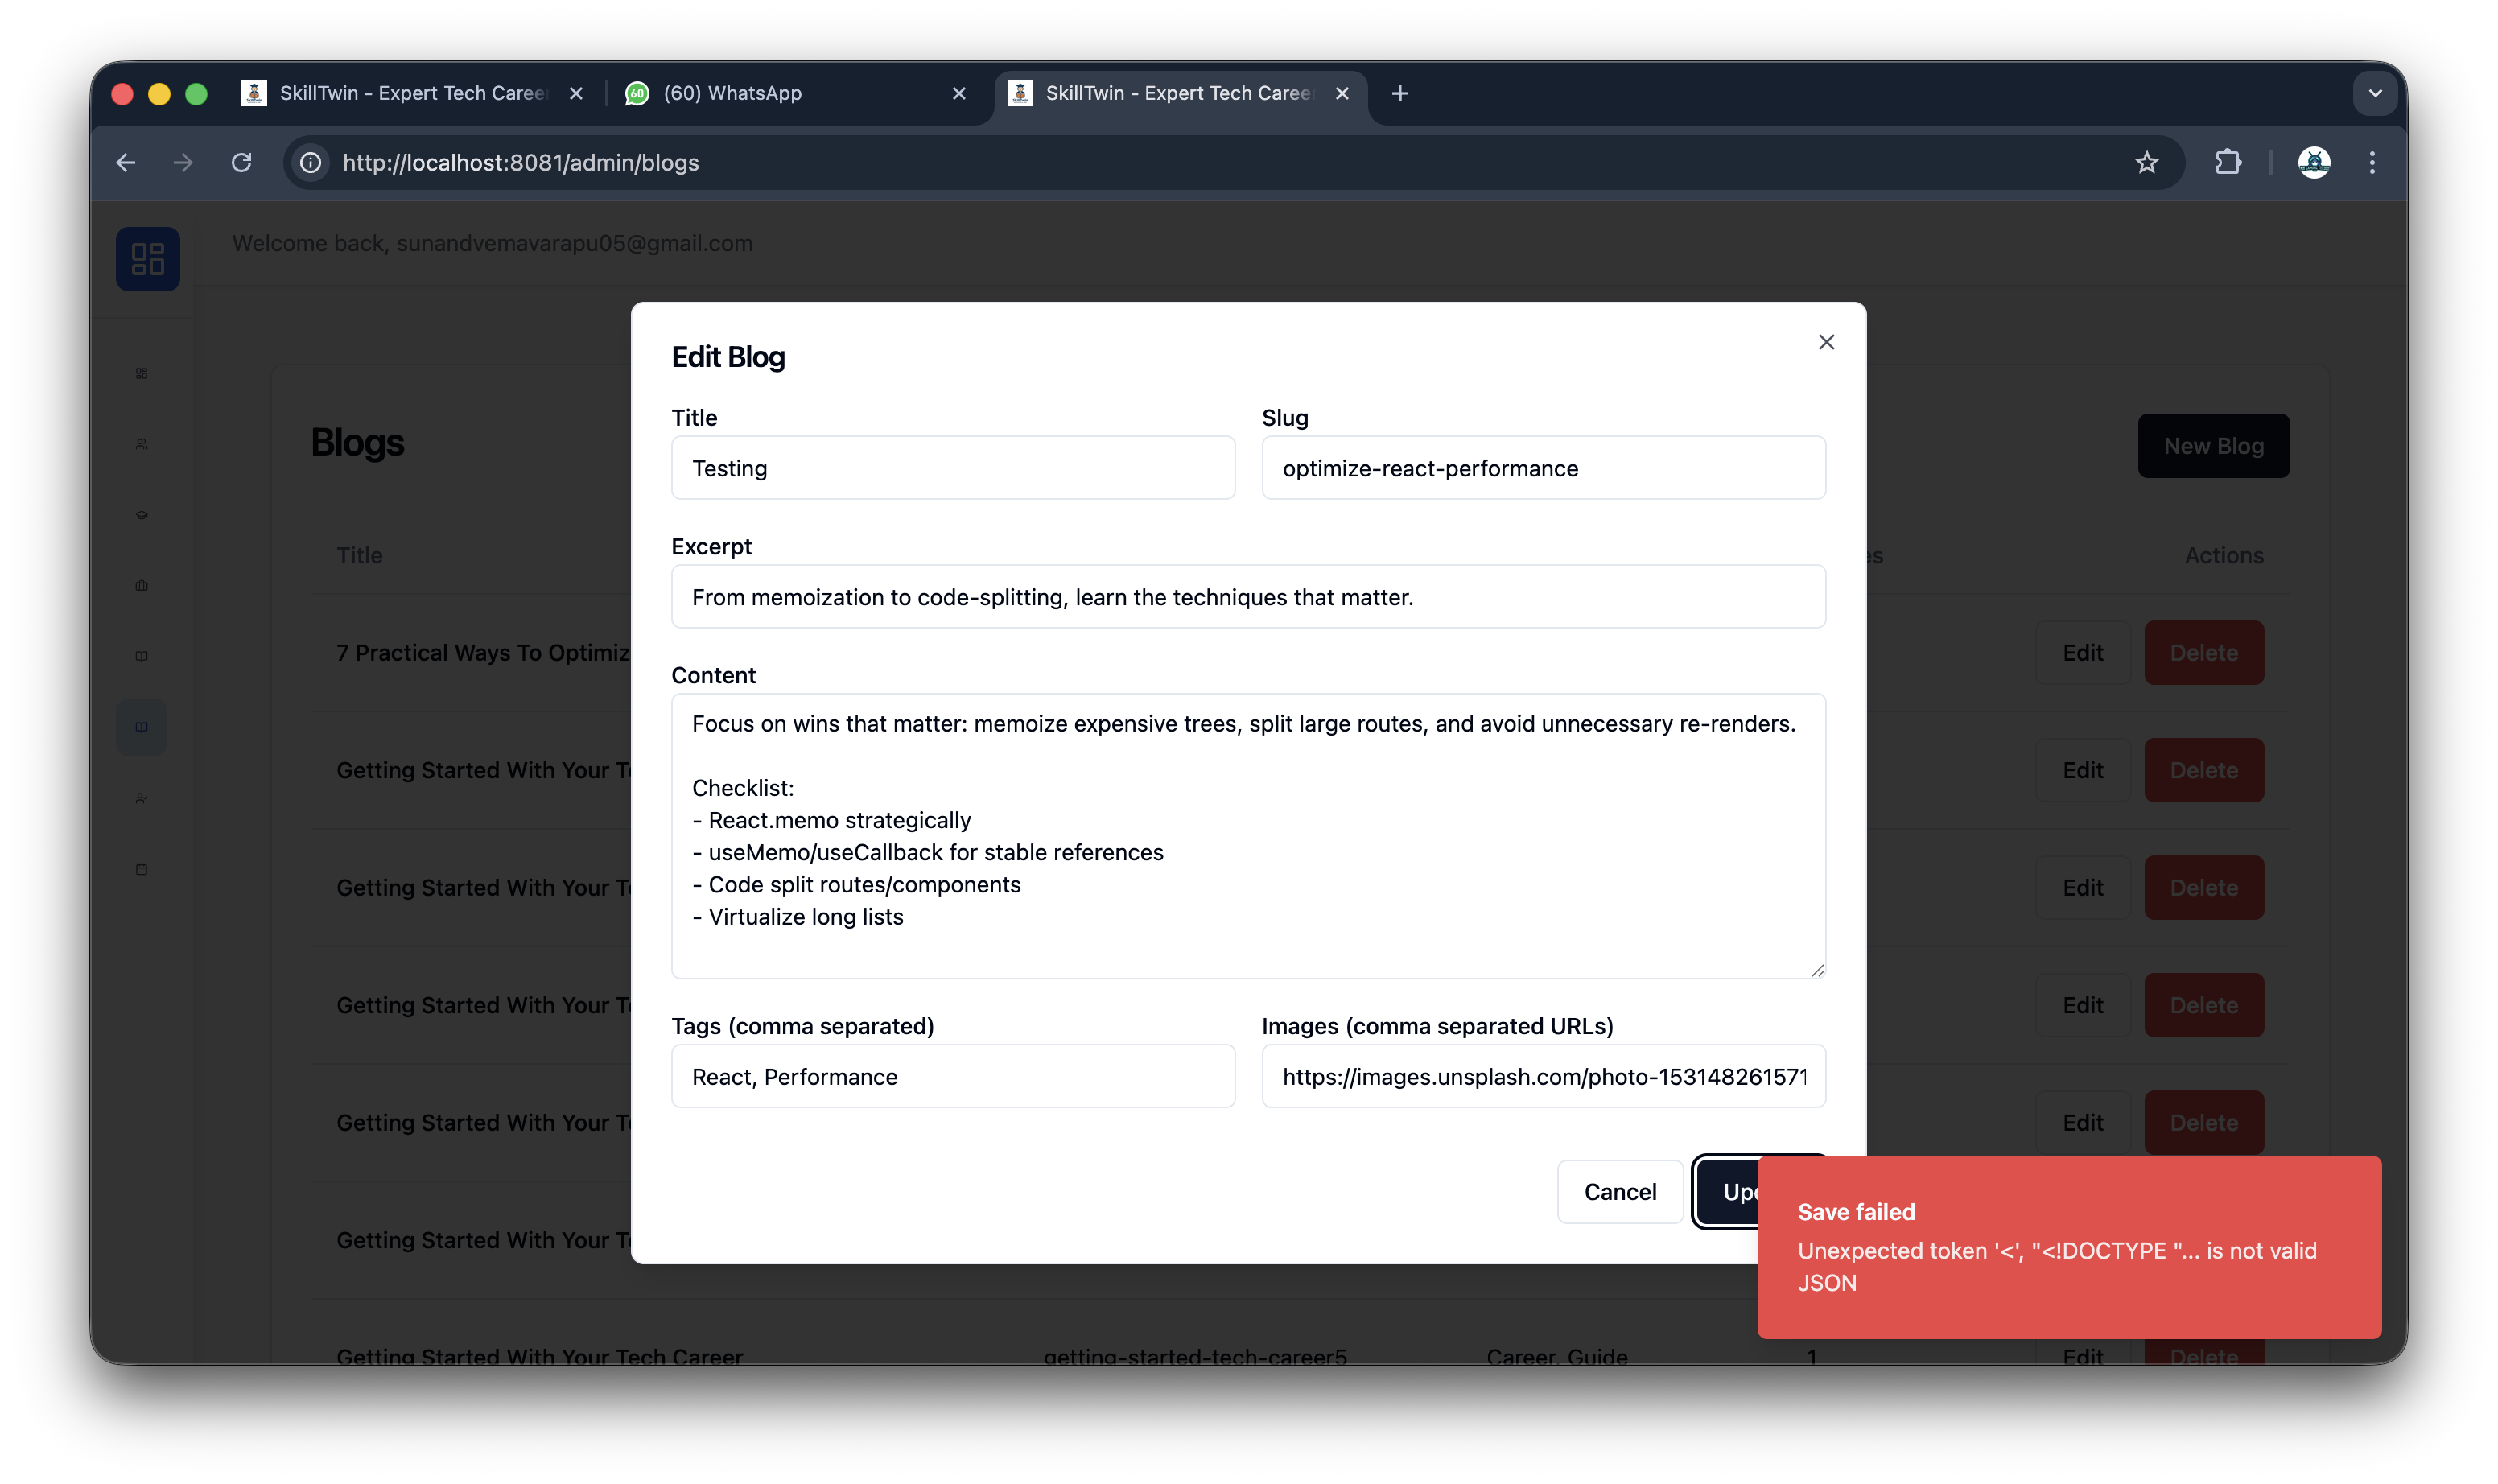 SkillTwin - Expert Tech Career
60
(60) WhatsApp
SkillTwin - Expert Tech Career
http://localhost:8081/admin/blogs
Welcome back, sunandvemavarapu05@gmail.com
Edit Blog
Title
Slug
Testing
optimize-react-performance
Excerpt
From memoization to code-splitting, learn the techniques that matter.
Content
Focus on wins that matter: memoize expensive trees, split large routes, and avoid unnecessary re-renders.
Checklist:
- React.memo strategically
- useMemo/useCallback for stable references
- Code split routes/components
- Virtualize long lists
Tags (comma separated)
Images (comma separated URLs)
React, Performance
https://images.unsplash.com/photo-153148261571
Cancel
Save failed
Unexpected token '<', "<!DOCTYPE "... is not valid
JSON
Blogs
New Blog
Title
Actions
7 Practical Ways To Optimiz
Edit
Delete
Getting Started With Your
Edit
Delete
Getting Started With Your
Edit
Delete
Getting Started With Your
Edit
Delete
Getting Started With Your
Edit
Delete
Getting Started With Your
Getting Started With Your Tech Career
getting-started-tech-career5
Career, Guide
1
Edit
Delete